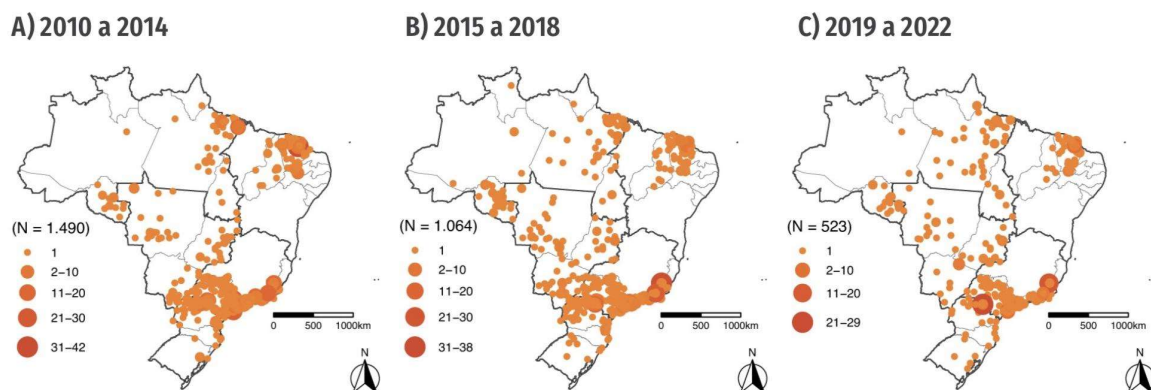 A) 2010 a 2014
(N = 1.490)
1
2–10
11–20
21–30
31–42
0 500 1000km
N
B) 2015 a 2018
(N = 1.064)
1
2–10
11–20
21–30
31–38
0 500 1000km
N
C) 2019 a 2022
(N = 523)
1
2–10
11–20
21–29
0 500 1000km
N